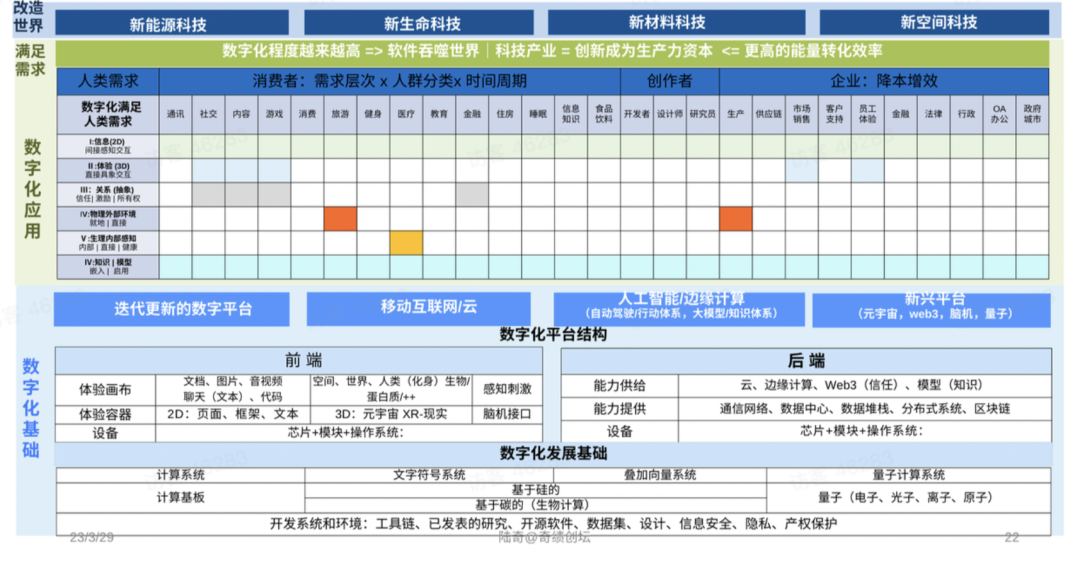 改造
世界
新能源科技
新生命科技
新材料科技
新空间科技
满足
需求
数字化程度越来越高 => 软件吞噬世界｜科技产业 = 创新成为生产力资本 <= 更高的能量转化效率
人类需求
消费者：需求层次 x 人群分类x 时间周期
创作者
企业：降本增效
数字化满足
人类需求
通讯
社交
内容
游戏
消费
旅游
健身
医疗
教育
金融
住房
睡眠
信息
知识
食品
饮料
开发者
设计师
研究员
生产
供应链
市场
销售
客户
支持
员工
体验
金融
法律
行政
OA
办公
政府
城市
数字化应用
I:信息(2D)
间接感知交互
II:体验 (3D)
直接具象交互
III：关系 (抽象)
信任| 激励 | 所有权
IV:物理外部环境
就地 | 直接
V:生理内部感知
内部 | 直接 | 健康
IV:知识 | 模型
嵌入 | 启用
迭代更新的数字平台
移动互联网/云
人工智能/边缘计算
（自动驾驶/行动体系，大模型/知识体系）
新兴平台
（元宇宙，web3，脑机，量子）
数字化基础
数字化平台结构
前 端
体验画布
文档、图片、音视频
聊天（文本）、代码
空间、世界、人类（化身）生物/
蛋白质/++
感知刺激
体验容器
2D：页面、框架、文本
3D：元宇宙 XR-现实
脑机接口
设备
芯片+模块+操作系统：
后 端
能力供给
云、边缘计算、Web3（信任）、模型（知识）
能力提供
通信网络、数据中心、数据堆栈、分布式系统、区块链
设备
芯片+模块+操作系统：
数字化发展基础
计算系统
文字符号系统
叠加向量系统
量子计算系统
计算基板
基于硅的
基于碳的（生物计算）
量子（电子、光子、离子、原子）
开发系统和环境：工具链、已发表的研究、开源软件、数据集、设计、信息安全、隐私、产权保护
23/3/29
陆奇@奇绩创坛
22